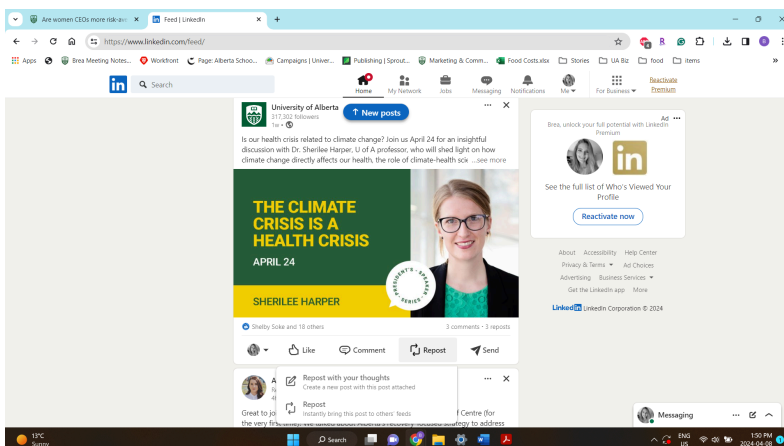 Are women CEOs more risk-ave
Feed | LinkedIn
https://www.linkedin.com/feed/
Apps
Brea Meeting Notes...
Workfront
Page: Alberta Schoo...
Campaigns | Univer...
Publishing | Sprout...
Marketing & Comm...
Food Costs.xlsx
Stories
UA Biz
food
items
in
Search
Home
My Network
Jobs
Messaging
Notifications
Me
For Business
Reactivate
Premium
University of Alberta
317,302 followers
1w •
↑ New posts
Is our health crisis related to climate change? Join us April 24 for an insightful
discussion with Dr. Sherilee Harper, U of A professor, who will shed light on how
climate change directly affects our health, the role of climate-health scie ...see more
THE CLIMATE
CRISIS IS A
HEALTH CRISIS
APRIL 24
SHERILEE HARPER
PRESIDENT'S SPEAKER SERIES
Shelby Soke and 18 others
3 comments • 3 reposts
Like
Comment
Repost
Send
Repost with your thoughts
Create a new post with this post attached
Repost
Instantly bring this post to others' feeds
Great to jo
f Centre (for
the very first time). We talked about Alberta's recovery-focused strategy to address
Ad
Brea, unlock your full potential with LinkedIn
Premium
in
See the full list of Who's Viewed Your
Profile
Reactivate now
About Accessibility Help Center
Privacy & Terms Ad Choices
Advertising Business Services
Get the LinkedIn app More
LinkedIn LinkedIn Corporation © 2024
Messaging
13°C
Sunny
Search
ENG
US
1:50 PM
2024-04-08